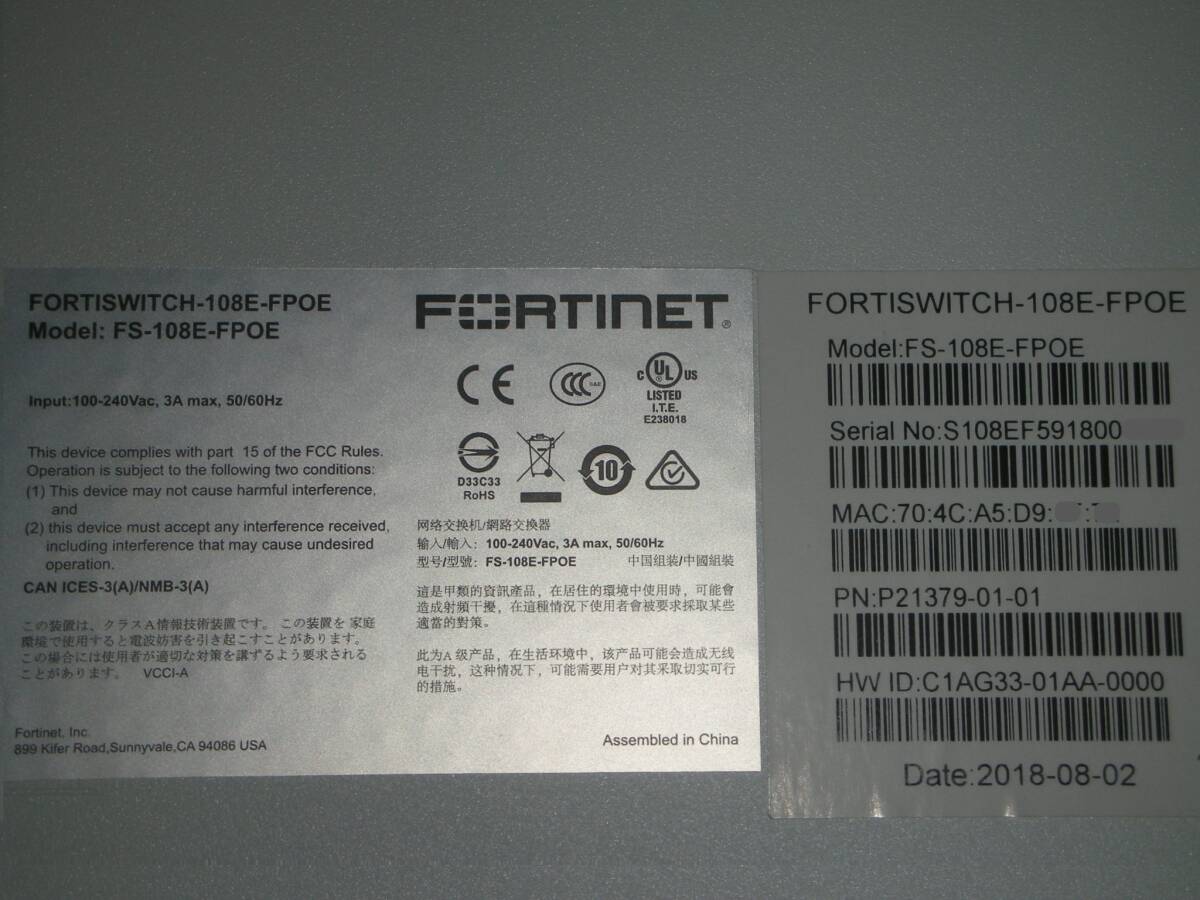 FORTISWITCH-108E-FPOE
Model: FS-108E-FPOE
Input:100-240Vac, 3A max, 50/60Hz
This device complies with part 15 of the FCC Rules.
Operation is subject to the following two conditions:
(1) This device may not cause harmful interference,
and
(2) this device must accept any interference received,
including interference that may cause undesired
operation.
CAN ICES-3(A)/NMB-3(A)
この装置は、クラスA情報技術装置です。 この装置を 家庭
環境で使用すると電波妨害を引き起こすことがあります。
この場合には使用者が適切な対策を講ずるよう要求される
ことがあります。 VCCI-A
Fortinet, Inc.
899 Kifer Road,Sunnyvale,CA 94086 USA
FORTINET®
CE
CCC
S&E
C UL US
LISTED
I.T.E.
E238018
D33C33
RoHS
10
网络交换机/網路交換器
输入/輸入: 100-240Vac, 3A max, 50/60Hz
型号/型號: FS-108E-FPOE 中国组装/中國組裝
這是甲類的資訊產品，在居住的環境中使用時，可能會
造成射頻干擾，在這種情況下使用者會被要求採取某些
適當的對策。
此为A 级产品，在生活环境中，该产品可能会造成无线
电干扰，这种情况下，可能需要用户对其采取切实可行
的措施。
Assembled in China
FORTISWITCH-108E-FPOE
Model:FS-108E-FPOE
Serial No:S108EF591800
MAC:70:4C:A5:D9:
PN:P21379-01-01
HW ID:C1AG33-01AA-0000
Date:2018-08-02